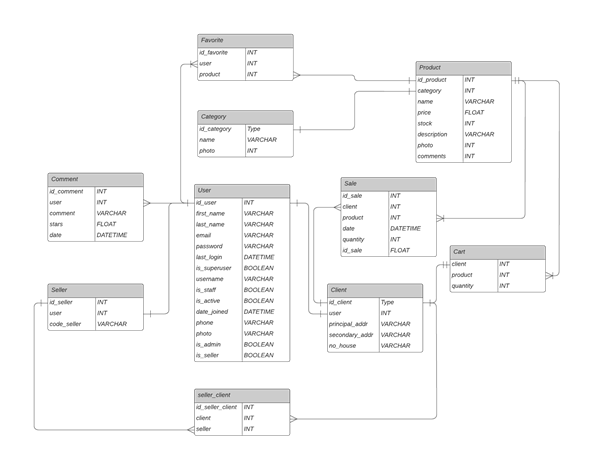 Favorite
id_favorite INT
user INT
product INT
Product
id_product INT
category INT
name VARCHAR
price FLOAT
stock INT
description VARCHAR
photo INT
comments INT
Category
id_category Type
name VARCHAR
photo INT
Comment
id_comment INT
user INT
comment VARCHAR
stars FLOAT
date DATETIME
User
id_user INT
first_name VARCHAR
last_name VARCHAR
email VARCHAR
password VARCHAR
last_login DATETIME
is_superuser BOOLEAN
username VARCHAR
is_staff BOOLEAN
is_active BOOLEAN
date_joined DATETIME
phone VARCHAR
photo VARCHAR
is_admin BOOLEAN
is_seller BOOLEAN
Sale
id_sale INT
client INT
product INT
date DATETIME
quantity INT
id_sale FLOAT
Cart
client INT
product INT
quantity INT
Seller
id_seller INT
user INT
code_seller VARCHAR
Client
id_client Type
user INT
principal_addr VARCHAR
secondary_addr VARCHAR
no_house VARCHAR
seller_client
id_seller_client INT
client INT
seller INT